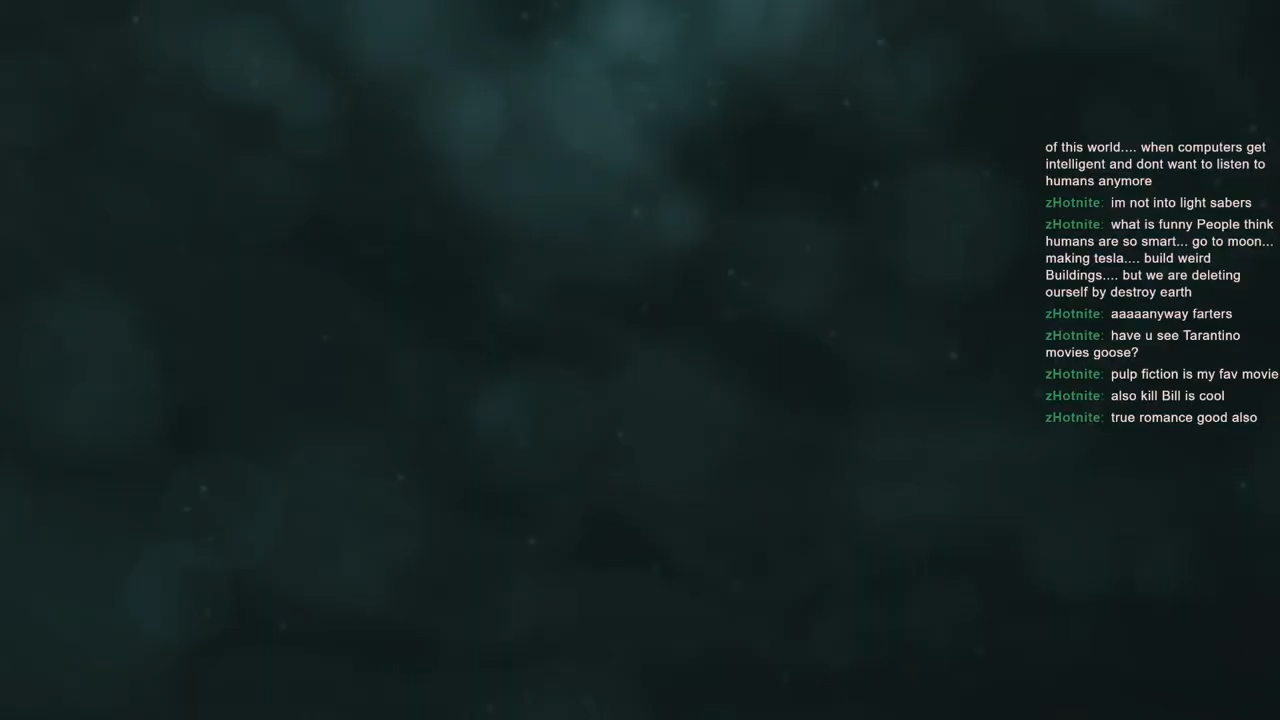 of this world.... when computers get
intelligent and dont want to listen to
humans anymore
zHotnite: im not into light sabers
zHotnite: what is funny People think
humans are so smart... go to moon...
making tesla.... build weird
Buildings.... but we are deleting
ourself by destroy earth
zHotnite: aaaaanyway farters
zHotnite: have u see Tarantino
movies goose?
zHotnite: pulp fiction is my fav movie
zHotnite: also kill Bill is cool
zHotnite: true romance good also